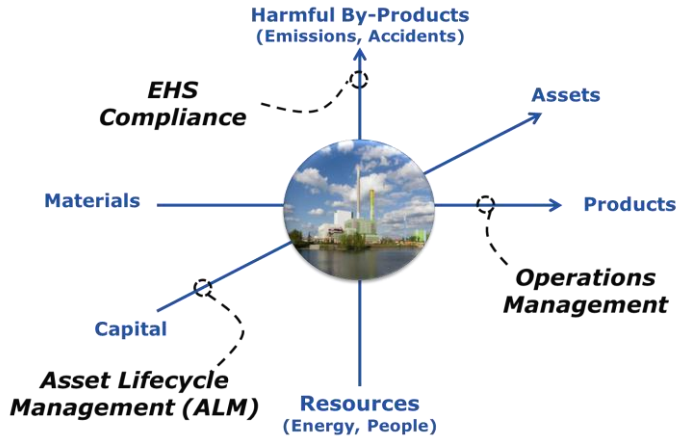 Harmful By-Products
(Emissions, Accidents)
EHS
Compliance
Assets
Materials
Products
Operations
Management
Capital
Asset Lifecycle
Management (ALM)
Resources
(Energy, People)